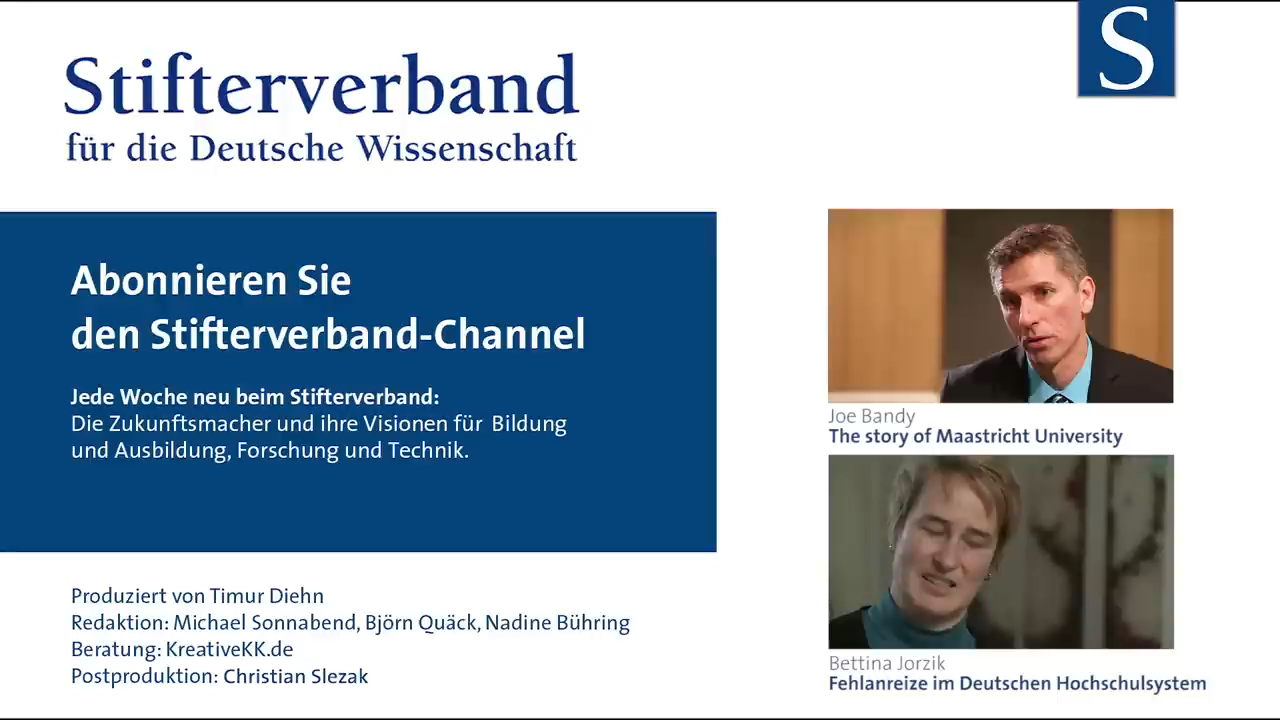 Stifterverband
für die Deutsche Wissenschaft
S
Abonnieren Sie
den Stifterverband-Channel
Jede Woche neu beim Stifterverband:
Die Zukunftsmacher und ihre Visionen für Bildung
und Ausbildung, Forschung und Technik.
Joe Bandy
The story of Maastricht University
Bettina Jorzik
Fehlanreize im Deutschen Hochschulsystem
Produziert von Timur Diehn
Redaktion: Michael Sonnabend, Björn Quäck, Nadine Bühring
Beratung: KreativeKK.de
Postproduktion: Christian Slezak